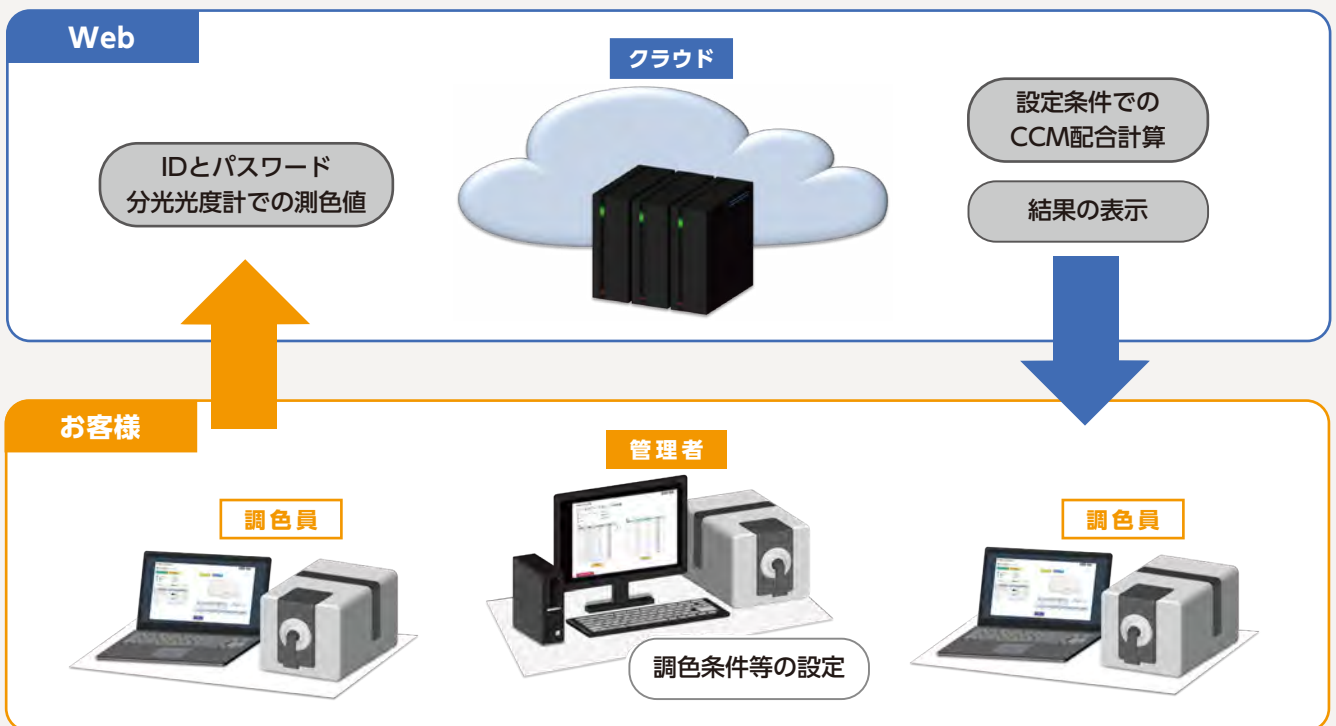 Web
クラウド
IDとパスワード
分光光度計での測色値
設定条件での
CCM配合計算
結果の表示
お客様
調色員
管理者
調色条件等の設定
調色員